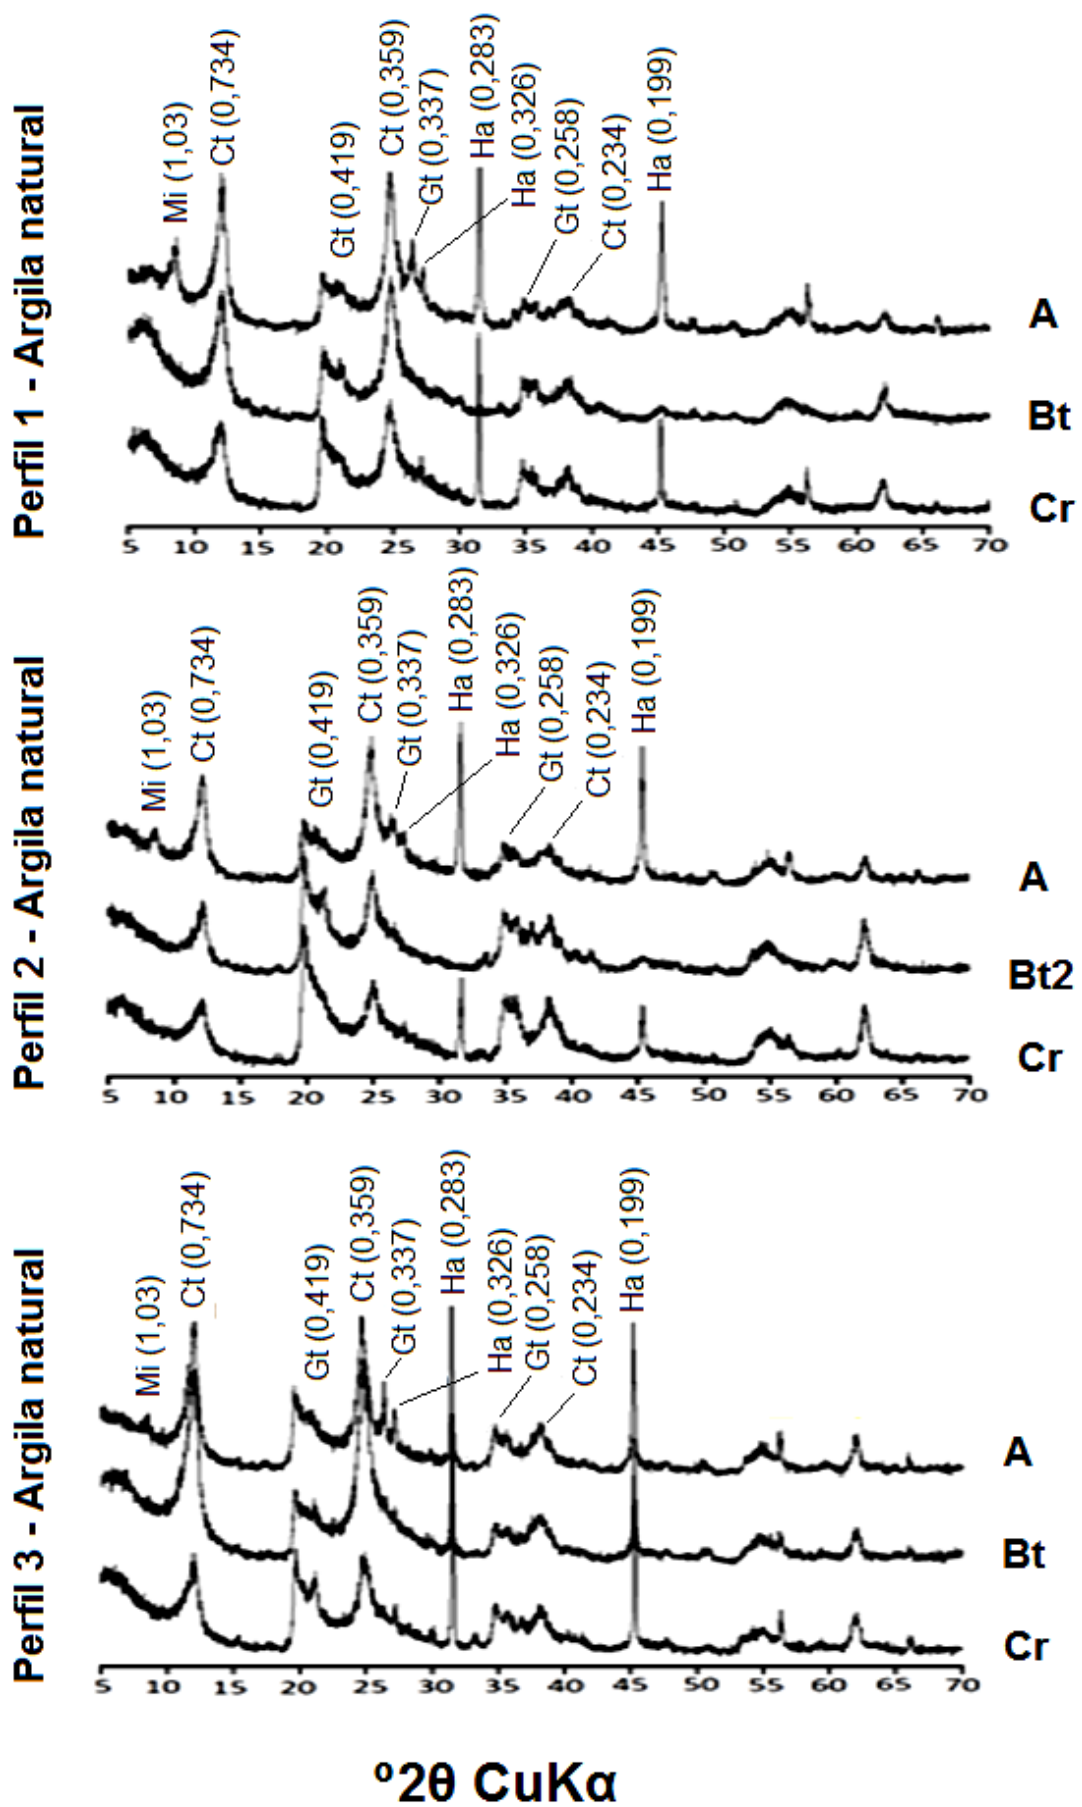 Perfil 1 - Argila natural
Mi (1,03)
Ct (0,734)
Gt (0,419)
Ct (0,359)
Gt (0,337)
Ha (0,283)
Ha (0,326)
Gt (0,258)
Ct (0,234)
Ha (0,199)
A
Bt
Cr
5 10 15 20 25 30 35 40 45 50 55 60 65 70
Perfil 2 - Argila natural
Mi (1,03)
Ct (0,734)
Gt (0,419)
Ct (0,359)
Gt (0,337)
Ha (0,283)
Ha (0,326)
Gt (0,258)
Ct (0,234)
Ha (0,199)
A
Bt2
Cr
5 10 15 20 25 30 35 40 45 50 55 60 65 70
Perfil 3 - Argila natural
Mi (1,03)
Ct (0,734)
Gt (0,419)
Ct (0,359)
Gt (0,337)
Ha (0,283)
Ha (0,326)
Gt (0,258)
Ct (0,234)
Ha (0,199)
A
Bt
Cr
5 10 15 20 25 30 35 40 45 50 55 60 65 70
º2θ CuKα